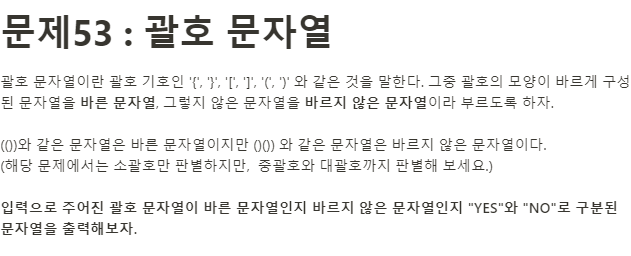 문제53 : 괄호 문자열
괄호 문자열이란 괄호 기호인 '{', '}', '[', ']', '(', ')' 와 같은 것을 말한다. 그중 괄호의 모양이 바르게 구성
된 문자열을 바른 문자열, 그렇지 않은 문자열을 바르지 않은 문자열이라 부르도록 하자.
(())와 같은 문자열은 바른 문자열이지만 ()()) 와 같은 문자열은 바르지 않은 문자열이다.
(해당 문제에서는 소괄호만 판별하지만,  중괄호와 대괄호까지 판별해 보세요.)
입력으로 주어진 괄호 문자열이 바른 문자열인지 바르지 않은 문자열인지 "YES"와 "NO"로 구분된
문자열을 출력해보자.